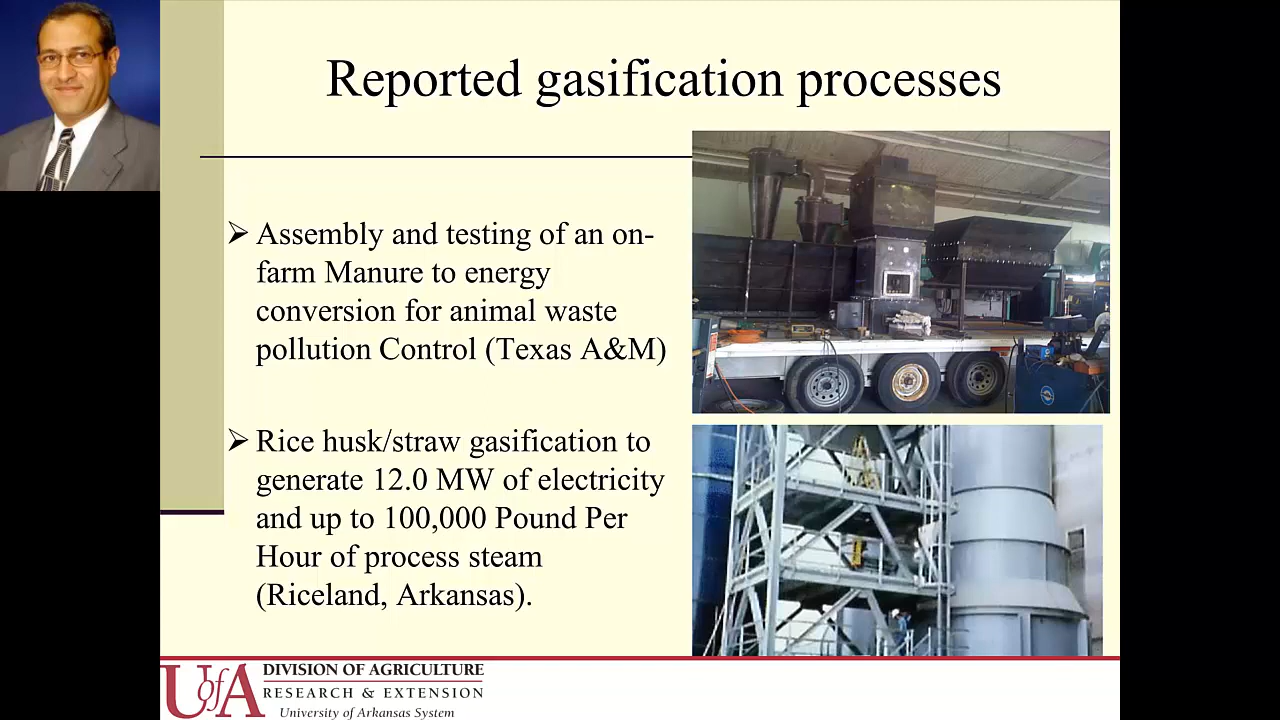 Reported gasification processes
➢ Assembly and testing of an on-
farm Manure to energy
conversion for animal waste
pollution Control (Texas A&M)
➢ Rice husk/straw gasification to
generate 12.0 MW of electricity
and up to 100,000 Pound Per
Hour of process steam
(Riceland, Arkansas).
UofA
DIVISION OF AGRICULTURE
RESEARCH & EXTENSION
University of Arkansas System